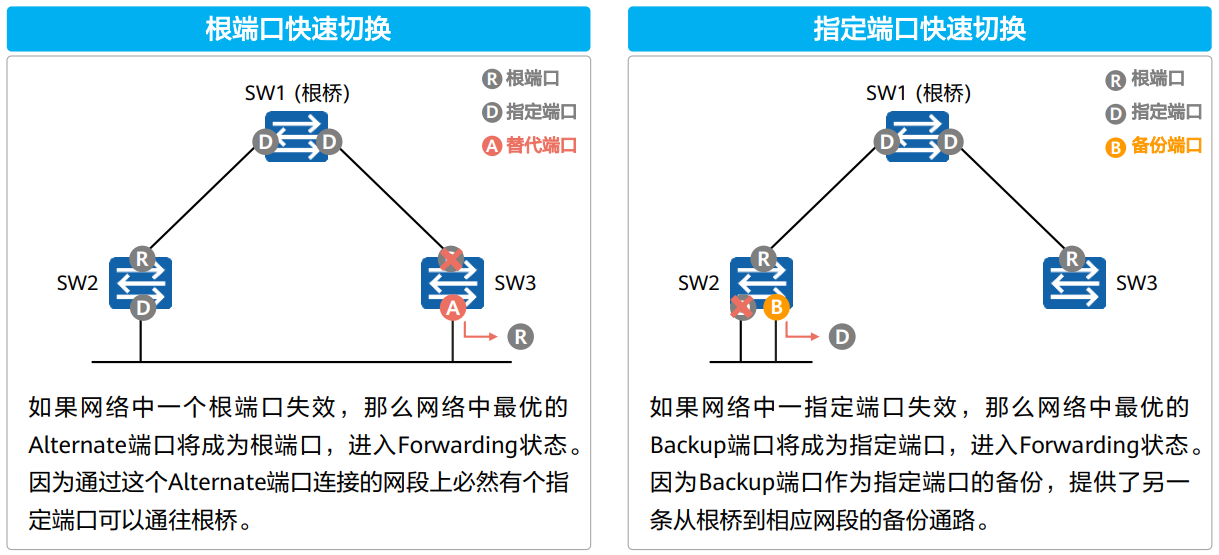 根端口快速切换
SW1 (根桥)
R 根端口
D 指定端口
A 替代端口
D D
R
SW2
SW3
D
A
R
如果网络中一个根端口失效，那么网络中最优的
Alternate端口将成为根端口，进入Forwarding状态。
因为通过这个Alternate端口连接的网段上必然有个指
定端口可以通往根桥。
指定端口快速切换
SW1 (根桥)
R 根端口
D 指定端口
B 备份端口
D D
R R
SW2
SW3
B
D
如果网络中一指定端口失效，那么网络中最优的
Backup端口将成为指定端口，进入Forwarding状态。
因为Backup端口作为指定端口的备份，提供了另一
条从根桥到相应网段的备份通路。